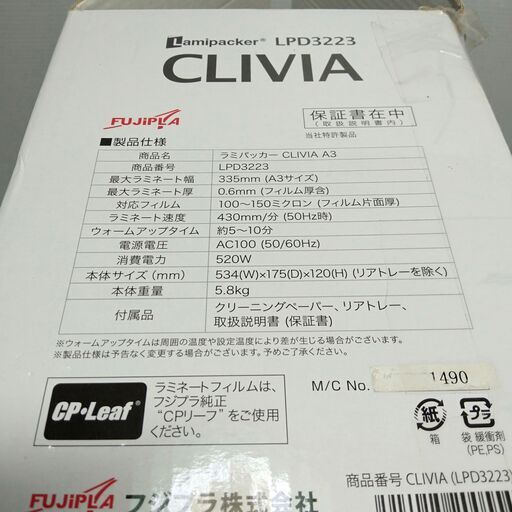 Lamipacker® LPD3223
CLIVIA
FUJiPLA
保証書在中
(取扱説明書内)
当社特許製品
■製品仕様
商品名 ラミパッカー CLIVIA A3
商品番号 LPD3223
最大ラミネート幅 335mm (A3サイズ)
最大ラミネート厚 0.6mm (フィルム厚含)
対応フィルム 100〜150ミクロン (フィルム片面厚)
ラミネート速度 430mm/分 (50Hz時)
ウォームアップタイム 約5〜10分
電源電圧 AC100 (50/60Hz)
消費電力 520W
本体サイズ (mm) 534(W)×175(D)×120(H) (リアトレーを除く)
本体重量 5.8kg
付属品 クリーニングペーパー、リアトレー、
取扱説明書 (保証書)
※ウォームアップタイムは周囲の温度や設定温度により差が生じる場合がございます。
※製品仕様は予告なく変更する場合がございます。予めご了承ください。
CP•Leaf
ラミネートフィルムは、
フジプラ純正
“CPリーフ”をご使用
ください。
M/C No. 1490
紙
箱
プラ
袋 緩衝剤
(PE,PS)
商品番号 CLIVIA (LPD3223)
FUJiPLA フジプラ株式会社